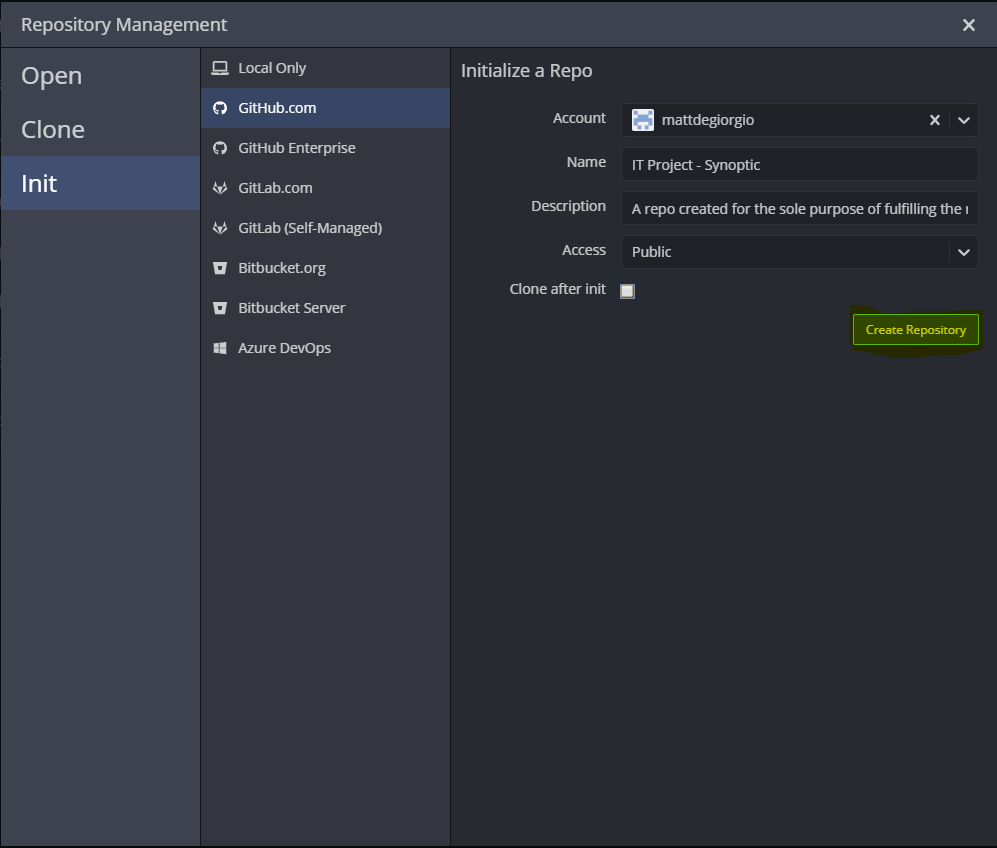 Repository Management
Open
Clone
Init
Local Only
GitHub.com
GitHub Enterprise
GitLab.com
GitLab (Self-Managed)
Bitbucket.org
Bitbucket Server
Azure DevOps
Initialize a Repo
Account mattdegiorgio
Name IT Project - Synoptic
Description A repo created for the sole purpose of fulfilling the
Access Public
Clone after init
Create Repository